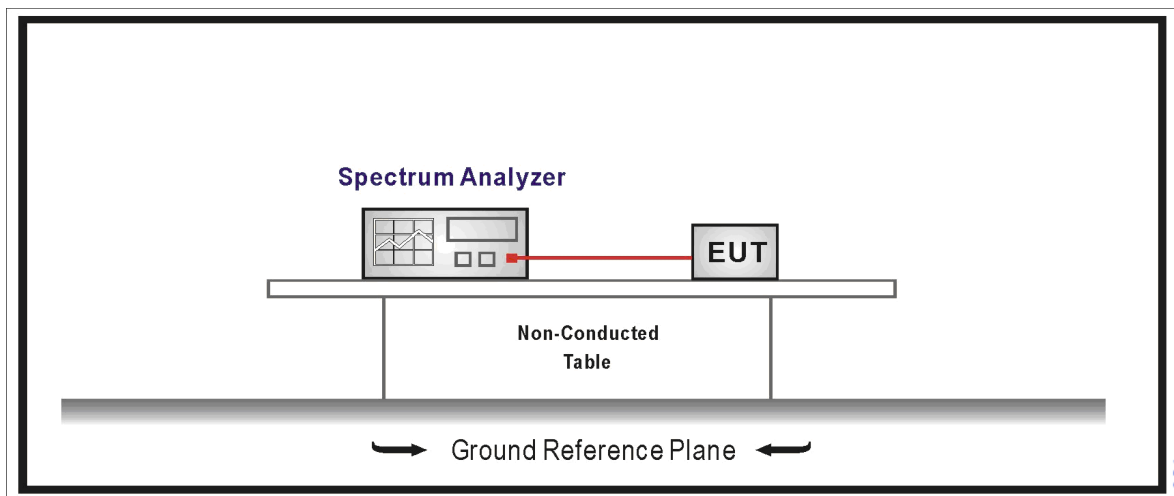 Spectrum Analyzer
EUT
Non-Conducted
Table
Ground Reference Plane